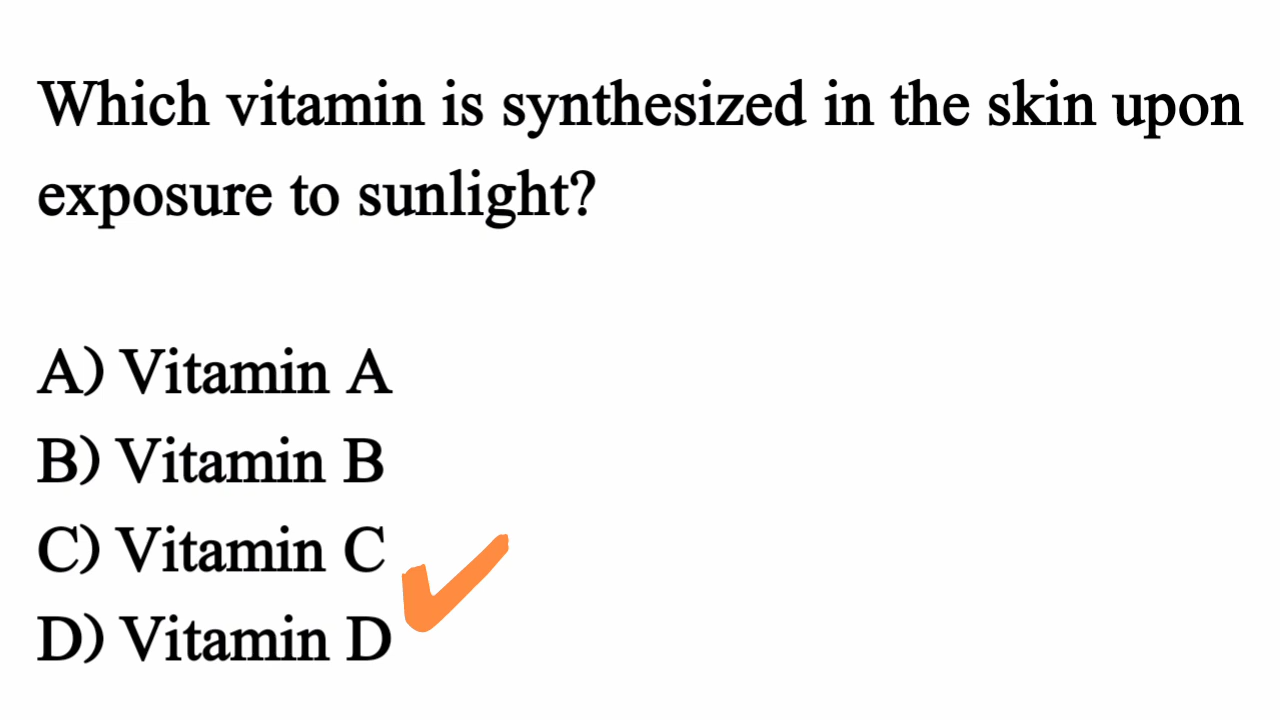 Which vitamin is synthesized in the skin upon
exposure to sunlight?
A) Vitamin A
B) Vitamin B
C) Vitamin C
D) Vitamin D